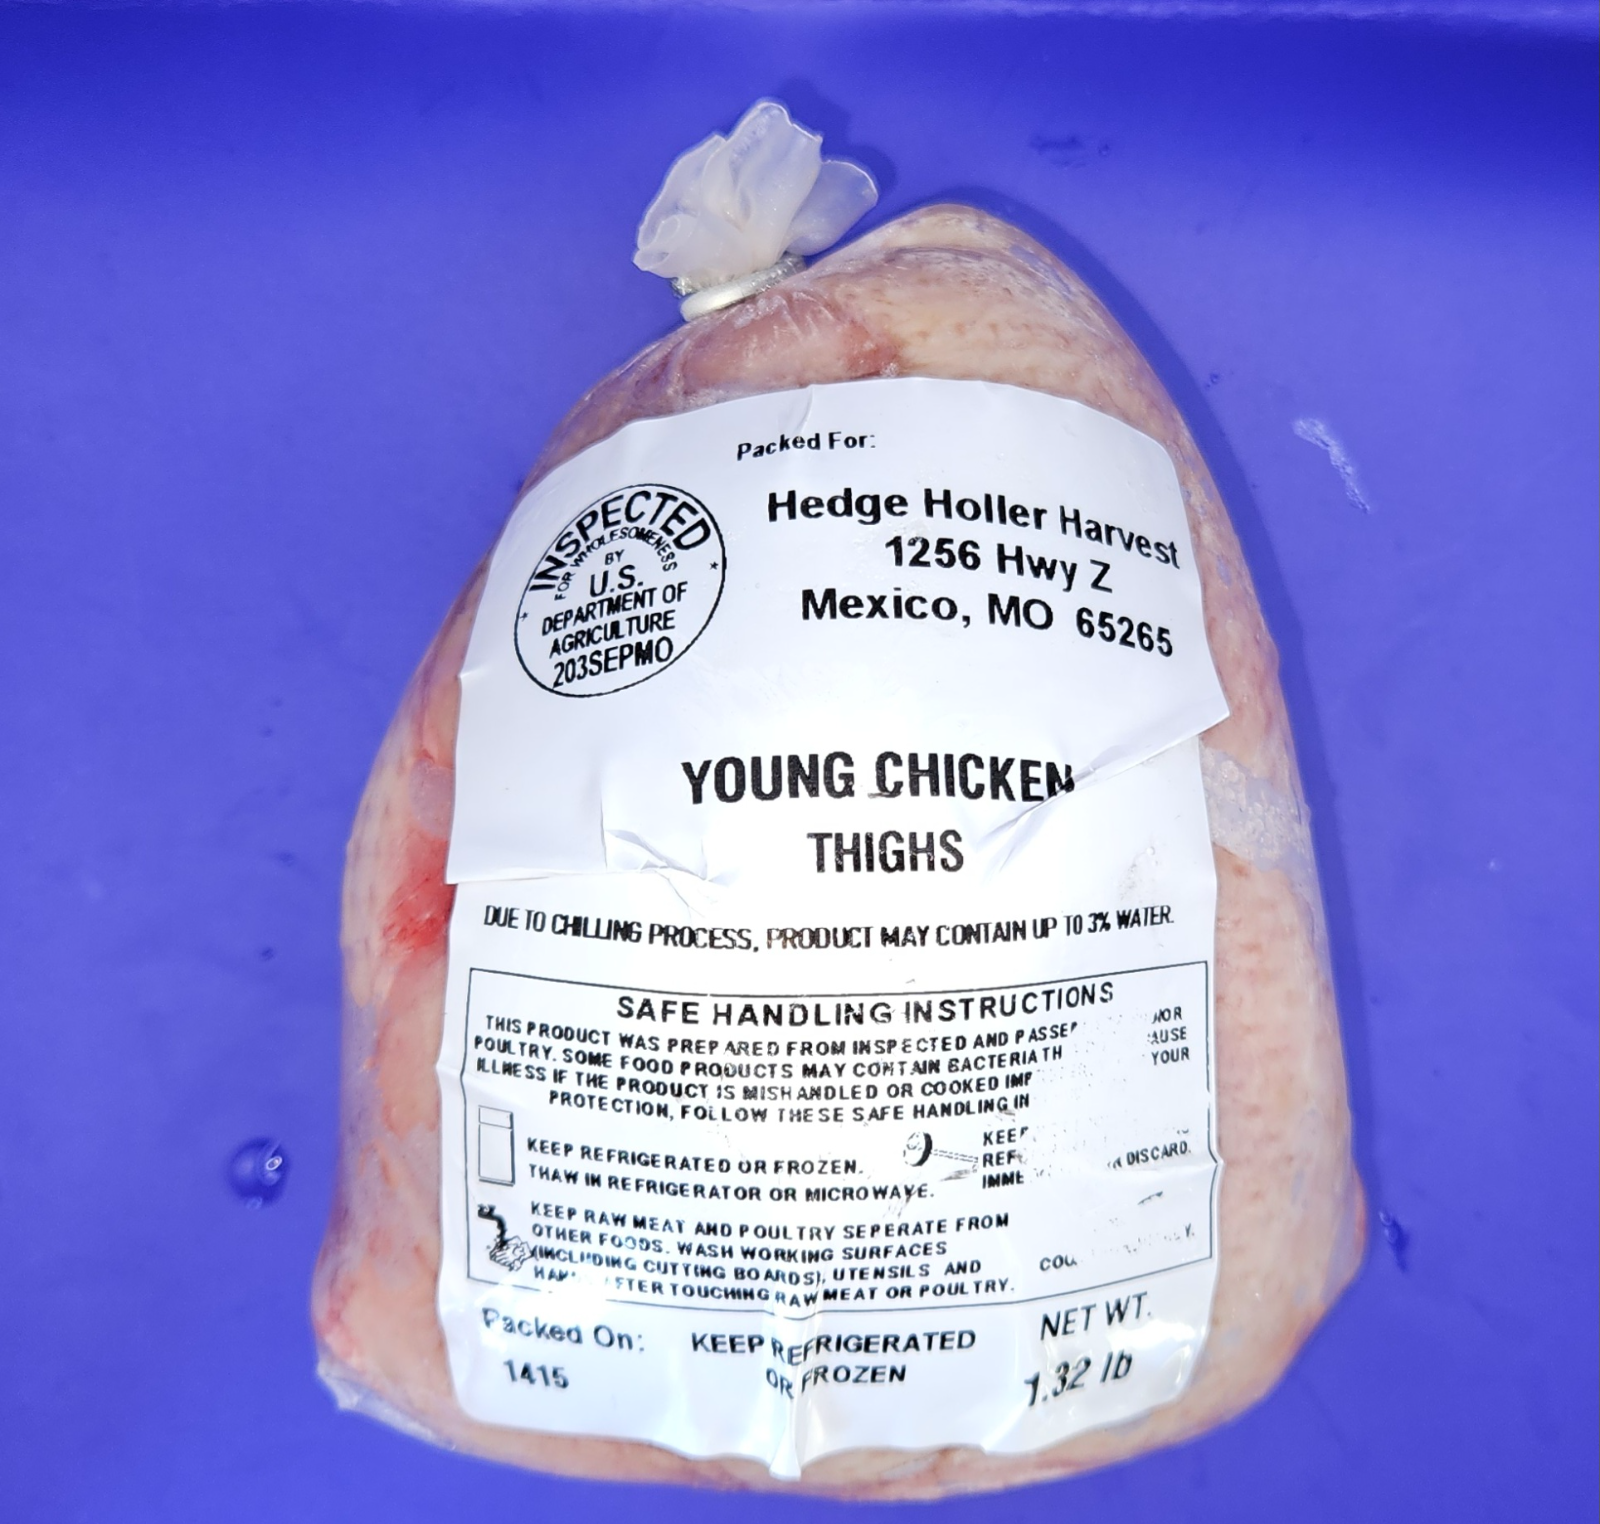 Packed For:
INSPECTED
FOR WHOLESOMENESS
BY
U.S.
DEPARTMENT OF
AGRICULTURE
203SEPMO
Hedge Holler Harvest
1256 Hwy Z
Mexico, MO 65265
YOUNG CHICKEN
THIGHS
DUE TO CHILLING PROCESS, PRODUCT MAY CONTAIN UP TO 3% WATER.
SAFE HANDLING INSTRUCTIONS
THIS PRODUCT WAS PREPARED FROM INSPECTED AND
POULTRY. SOME FOOD PRODUCTS MAY CONTAIN BACTERIA
ILLNESS IF THE PRODUCT IS MISHANDLED OR COOKED YOUR
PROTECTION, FOLLOW THESE SAFE HANDLING
KEEP REFRIGERATED OR FROZEN.
THAW IN REFRIGERATOR OR MICROWAVE.
KEEP RAW MEAT AND POULTRY SEPERATE FROM
OTHER FOODS. WASH WORKING SURFACES
(INCLUDING CUTTING BOARDS), UTENSILS AND
TOUCHING RAW MEAT OR POULTRY.
DISCARD.
Packed On:
1415
KEEP REFRIGERATED
OR FROZEN
NET WT.
1.32 lb